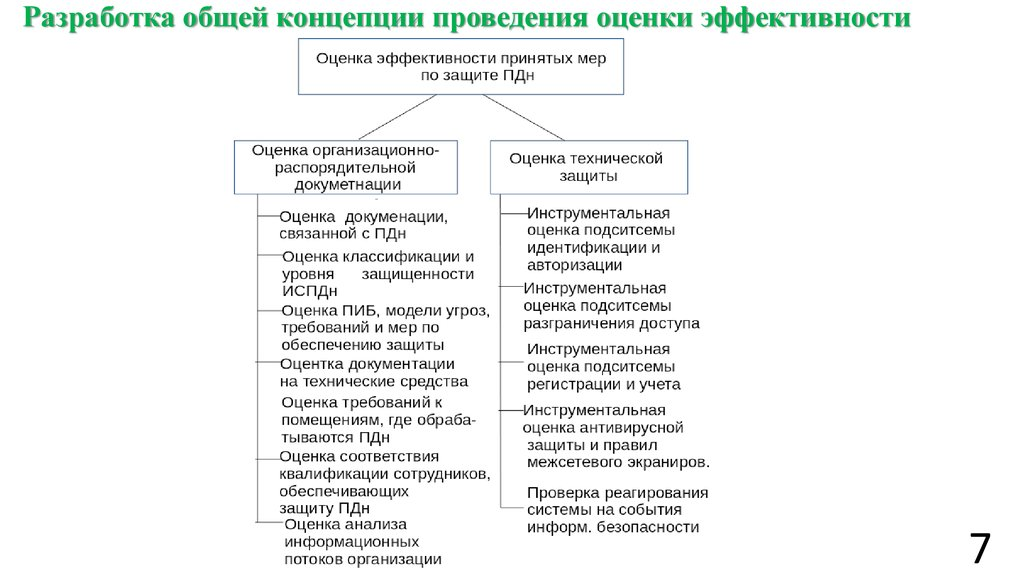 Разработка общей концепции проведения оценки эффективности
Оценка эффективности принятых мер
по защите ПДн
Оценка организационно-
распорядительной
докуметнации
Оценка докуменации,
связанной с ПДн
Оценка классификации и
уровня защищенности
ИСПДн
Оценка ПИБ, модели угроз,
требований и мер по
обеспечению защиты
Оцентка документации
на технические средства
Оценка требований к
помещениям, где обраба-
тываются ПДн
Оценка соответствия
квалификации сотрудников,
обеспечивающих
защиту ПДн
Оценка анализа
информационных
потоков организации
Оценка технической
защиты
Инструментальная
оценка подситсемы
идентификации и
авторизации
Инструментальная
оценка подситсемы
разграничения доступа
Инструментальная
оценка подситсемы
регистрации и учета
Инструментальная
оценка антивирусной
защиты и правил
межсетевого экраниров.
Проверка реагирования
системы на события
информ. безопасности
7